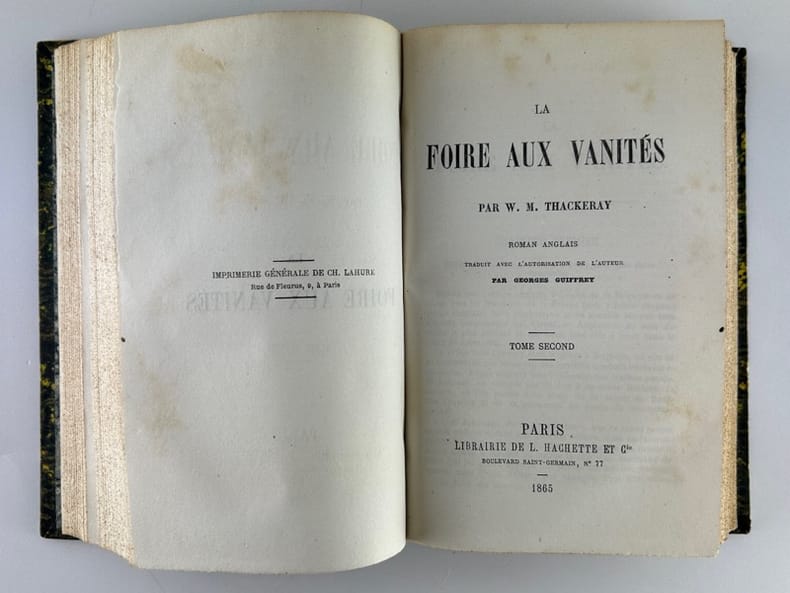 IMPRIMERIE GÉNÉRALE DE CH. LAHURE
Rue de Fleurus, 9, à Paris
LA
FOIRE AUX VANITÉS
PAR W. M. THACKERAY
ROMAN ANGLAIS
TRADUIT AVEC L'AUTORISATION DE L'AUTEUR
PAR GEORGES GUIFFREY
TOME SECOND
PARIS
LIBRAIRIE DE L. HACHETTE ET Cie
BOULEVARD SAINT-GERMAIN, Nº 77
1865